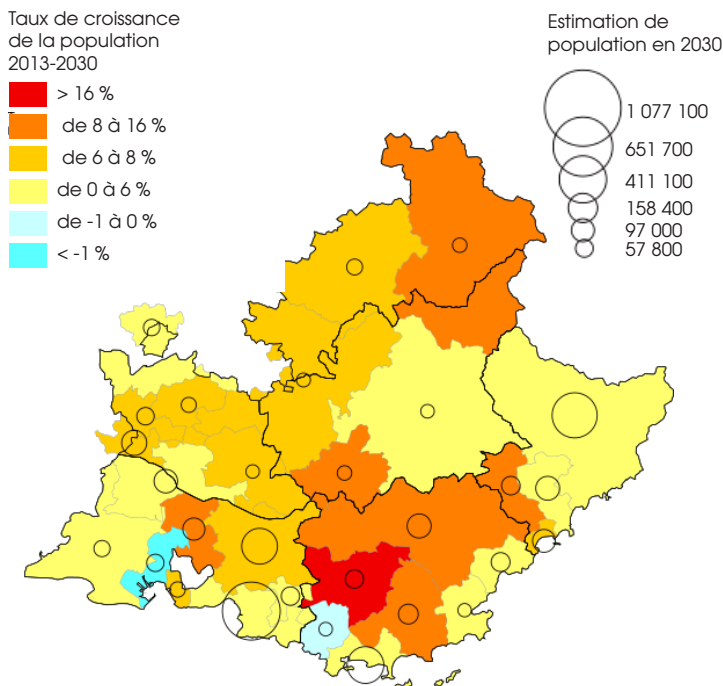 Taux de croissance
de la population
2013-2030
> 16 %
de 8 à 16 %
de 6 à 8 %
de 0 à 6 %
de -1 à 0 %
< -1 %
Estimation de
population en 2030
1 077 100
651 700
411 100
158 400
97 000
57 800